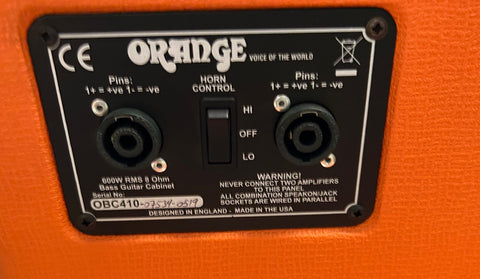 CE
ORANGE
VOICE OF THE WORLD
Pins:
1+ = +ve 1- = -ve
HORN
CONTROL
Pins:
1+ = +ve 1- = -ve
HI
OFF
LO
600W RMS 8 Ohm
Bass Guitar Cabinet
Serial No:
OBC410-07534-0519
WARNING!
NEVER CONNECT TWO AMPLIFIERS
TO THIS PANEL
ALL COMBINATION SPEAKON/JACK
SOCKETS ARE WIRED IN PARALLEL
DESIGNED IN ENGLAND - MADE IN THE USA